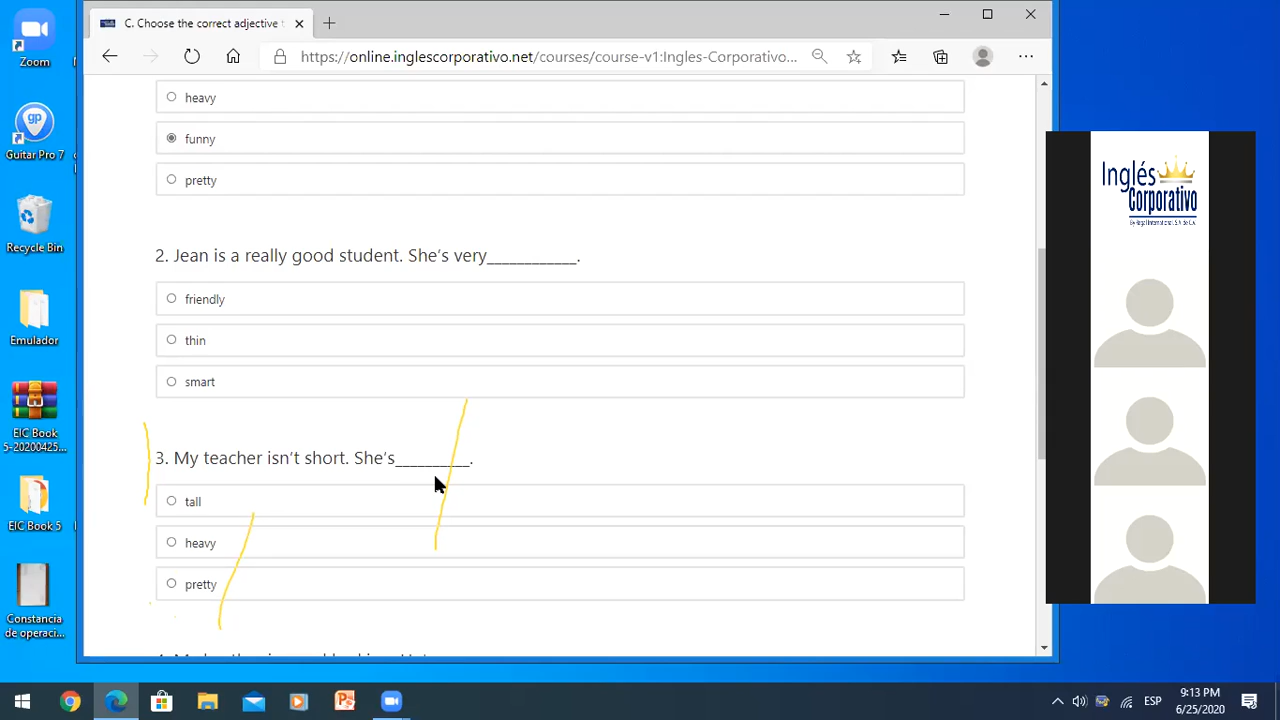 C. Choose the correct adjective t
https://online.inglescorporativo.net/courses/course-v1:Ingles-Corporativo...
Zoom
Guitar Pro 7
Recycle Bin
Emulador
EIC Book
5-20200425...
EIC Book 5
Constancia
de operaci...
heavy
funny
pretty
2. Jean is a really good student. She's very____________.
friendly
thin
smart
3. My teacher isn't short. She's__________.
tall
heavy
pretty
Inglés
Corporativo
ESP
9:13 PM
6/25/2020